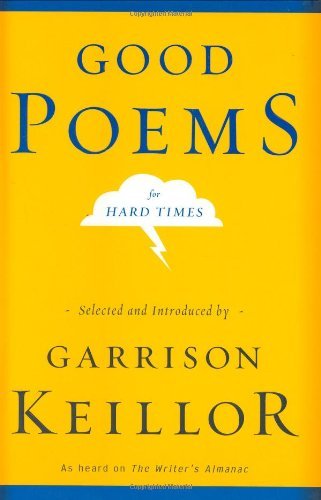 GOOD
POEMS
for
HARD TIMES
- Selected and Introduced by -
GARRISON
KEILLOR
As heard on The Writer's Almanac